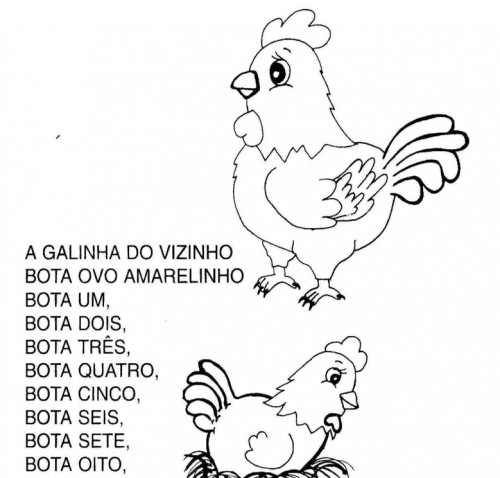 A GALINHA DO VIZINHO
BOTA OVO AMARELINHO
BOTA UM,
BOTA DOIS,
BOTA TRÊS,
BOTA QUATRO,
BOTA CINCO,
BOTA SEIS,
BOTA SETE,
BOTA OITO,